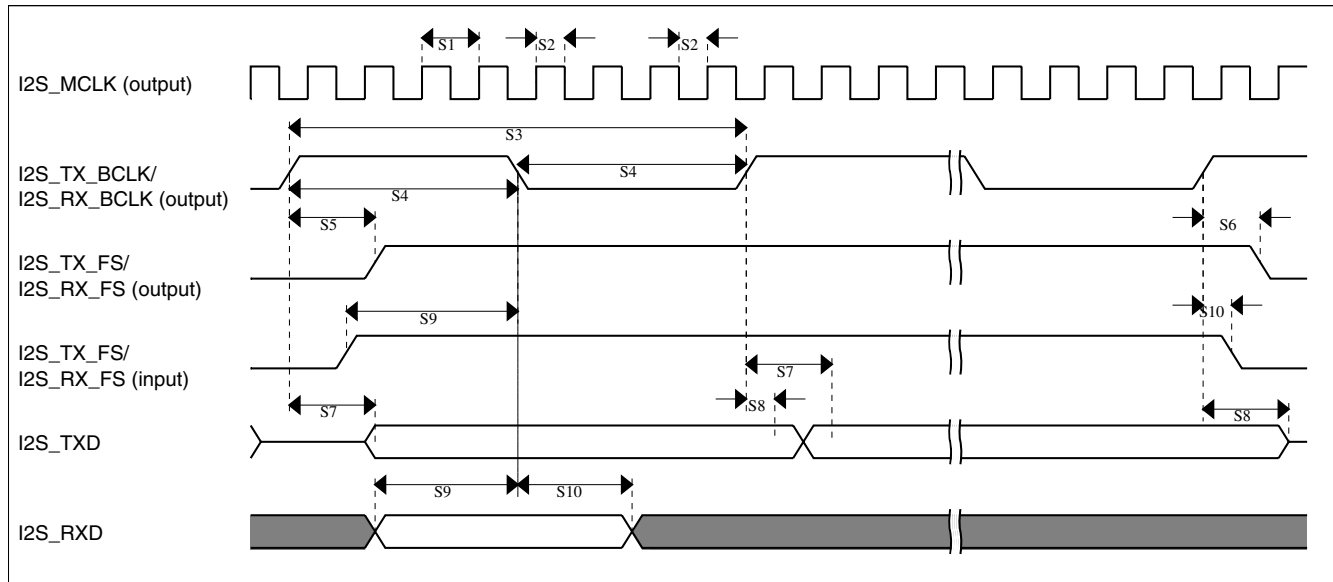 S1 S2 S2
I2S_MCLK (output)
S3
I2S_TX_BCLK/
I2S_RX_BCLK (output)
S4
S4
S5
S6
I2S_TX_FS/
I2S_RX_FS (output)
S9
S10
I2S_TX_FS/
I2S_RX_FS (input)
S7
S7
S8
S8
I2S_TXD
S9
S10
I2S_RXD